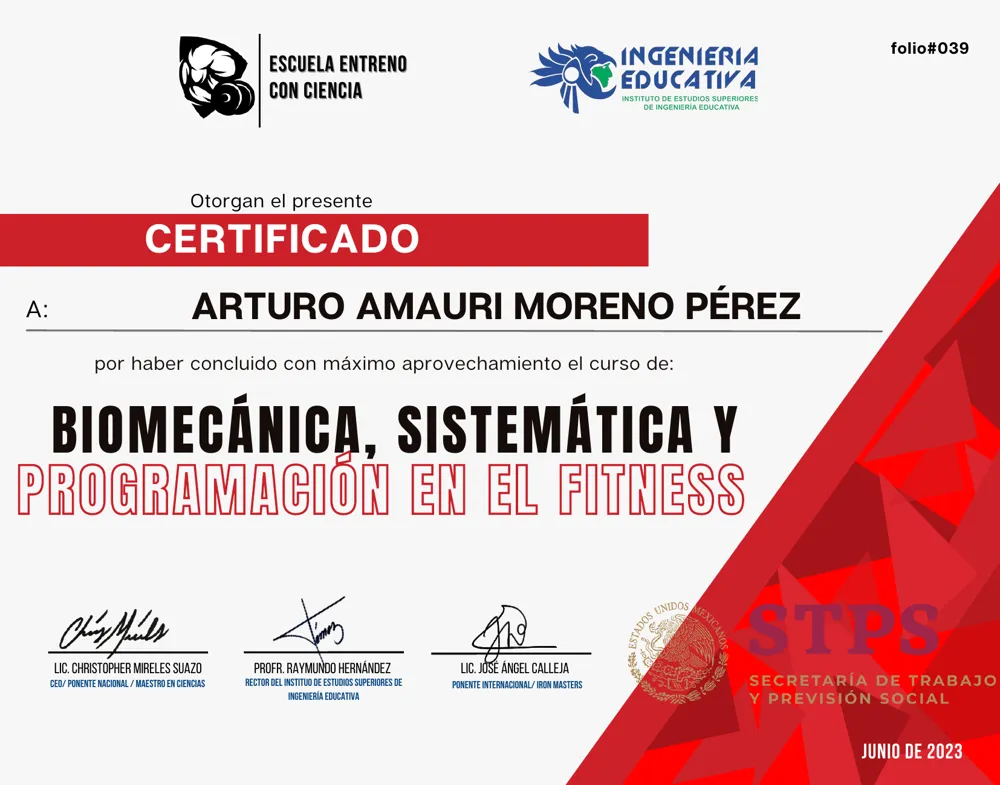 ESCUELA ENTRENO
CON CIENCIA
INGENIERIA
EDUCATIVA
INSTITUTO DE ESTUDIOS SUPERIORES
DE INGENIERÍA EDUCATIVA
folio#039
Otorgan el presente
CERTIFICADO
A: ARTURO AMAURI MORENO PÉREZ
por haber concluido con máximo aprovechamiento el curso de:
BIOMECÁNICA, SISTEMÁTICA Y
PROGRAMACIÓN EN EL FITNESS
LIC. CHRISTOPHER MIRELES SUAZO
CEO/ PONENTE NACIONAL / MAESTRO EN CIENCIAS
PROFR. RAYMUNDO HERNÁNDEZ
RECTOR DEL INSTITUO DE ESTUDIOS SUPERIORES DE
INGENIERÍA EDUCATIVA
LIC. JOSÉ ÁNGEL CALLEJA
PONENTE INTERNACIONAL/ IRON MASTERS
ESTADOS UNIDOS MEXICANOS
STPS
SECRETARÍA DE TRABAJO
Y PREVISIÓN SOCIAL
JUNIO DE 2023